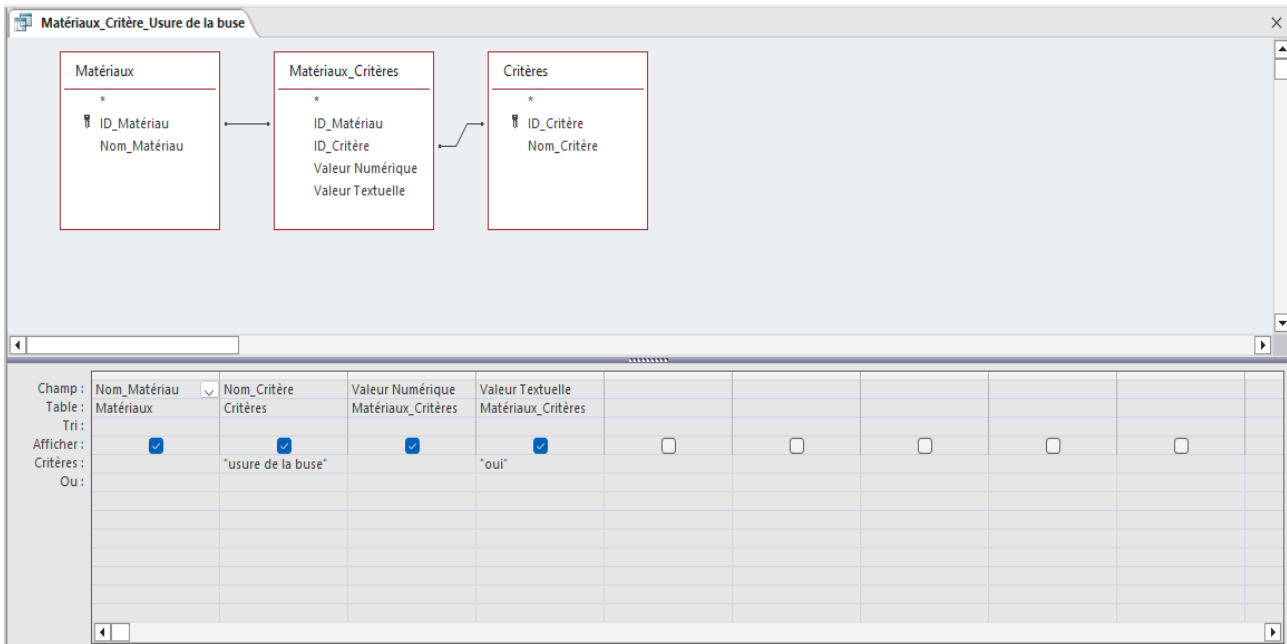 Matériaux_Critère_Usure de la buse
Matériaux
*
ID_Matériau
Nom_Matériau
Matériaux_Critères
*
ID_Matériau
ID_Critère
Valeur Numérique
Valeur Textuelle
Critères
*
ID_Critère
Nom_Critère
Champ : Nom_Matériau Nom_Critère Valeur Numérique Valeur Textuelle
Table : Matériaux Critères Matériaux_Critères Matériaux_Critères
Tri :
Afficher :
Critères : "usure de la buse" "oui"
Ou :